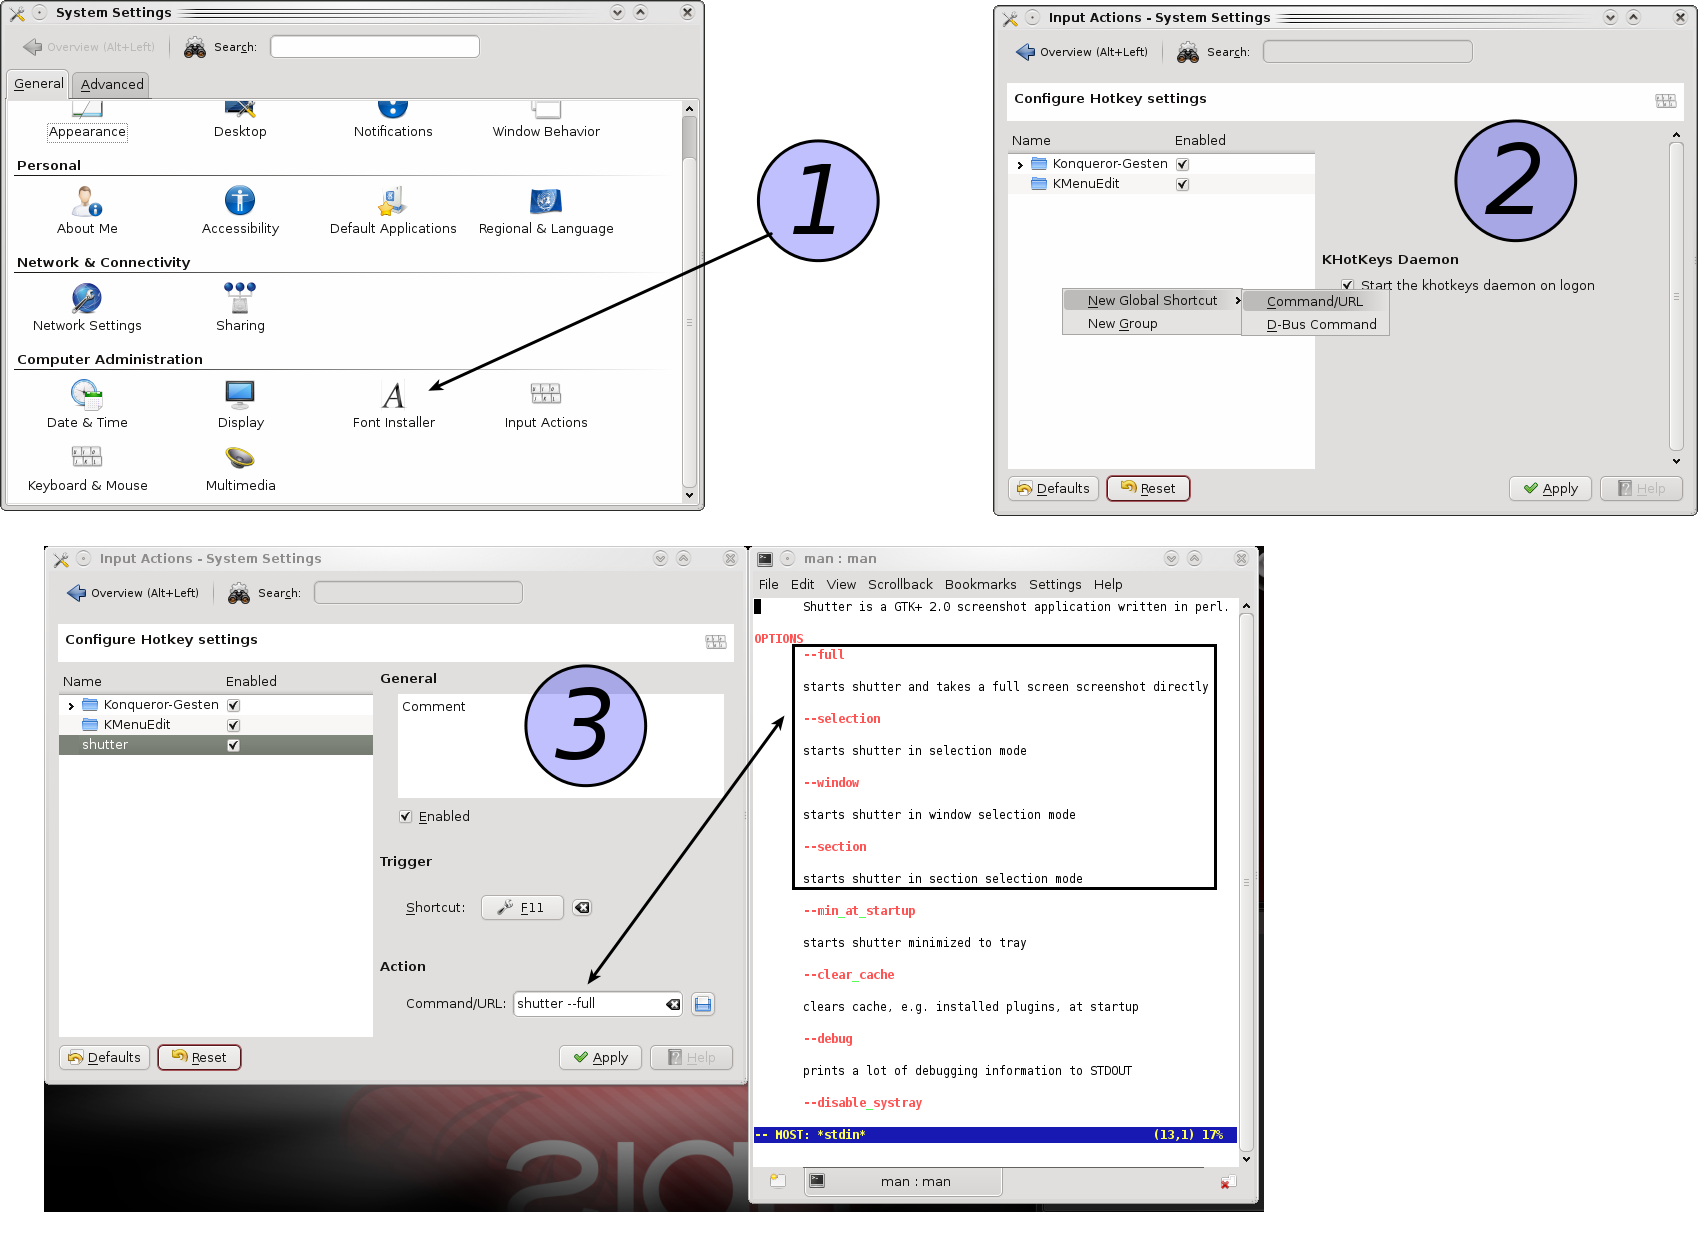 System Settings
Overview (Alt+Left) Search:
General Advanced
Appearance Desktop Notifications Window Behavior
Personal
About Me Accessibility Default Applications Regional & Language
Network & Connectivity
Network Settings Sharing
Computer Administration
Date & Time Display Font Installer Input Actions
Keyboard & Mouse Multimedia
1
Input Actions - System Settings
Overview (Alt+Left) Search:
Configure Hotkey settings
Name Enabled
Konqueror-Gesten
KMenuEdit
2
KHotKeys Daemon
Start the khotkeys daemon on logon
New Global Shortcut Command/URL
New Group D-Bus Command
Defaults Reset Apply Help
Input Actions - System Settings
Overview (Alt+Left) Search:
Configure Hotkey settings
Name Enabled
Konqueror-Gesten
KMenuEdit
shutter
General
Comment
3
Enabled
Trigger
Shortcut: F11
Action
Command/URL: shutter --full
Defaults Reset Apply Help
man : man
File Edit View Scrollback Bookmarks Settings Help
Shutter is a GTK+ 2.0 screenshot application written in perl.
OPTIONS
--full
starts shutter and takes a full screen screenshot directly
--selection
starts shutter in selection mode
--window
starts shutter in window selection mode
--section
starts shutter in section selection mode
--min_at_startup
starts shutter minimized to tray
--clear_cache
clears cache, e.g. installed plugins, at startup
--debug
prints a lot of debugging information to STDOUT
--disable_systray
-- MOST: *stdin* (13,1) 17%
man : man